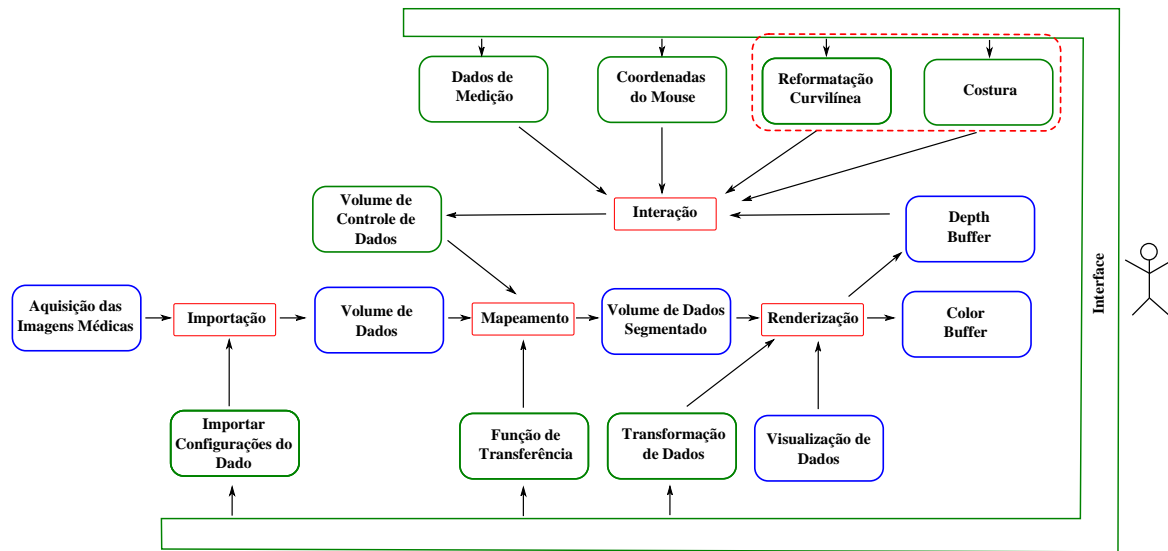 Dados de
Medição
Coordenadas
do Mouse
Reformatação
Curvilínea
Costura
Volume de
Controle de
Dados
Interação
Depth
Buffer
Interface
Aquisição das
Imagens Médicas
Importação
Volume de
Dados
Mapeamento
Volume de Dados
Segmentado
Renderização
Color
Buffer
Importar
Configurações do
Dado
Função de
Transferência
Transformação
de Dados
Visualização de
Dados